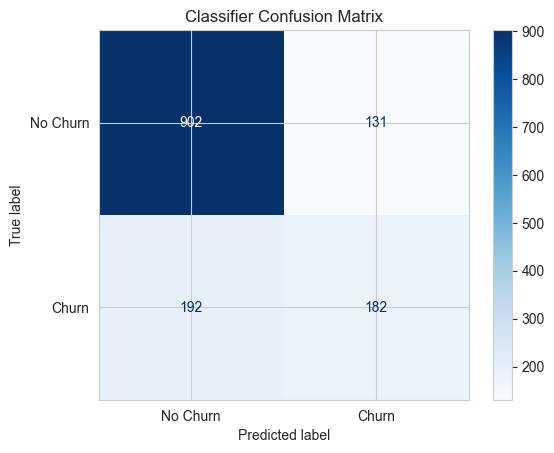 Classifier Confusion Matrix
True label
No Churn
902
131
Churn
192
182
No Churn
Churn
Predicted label
900
800
700
600
500
400
300
200